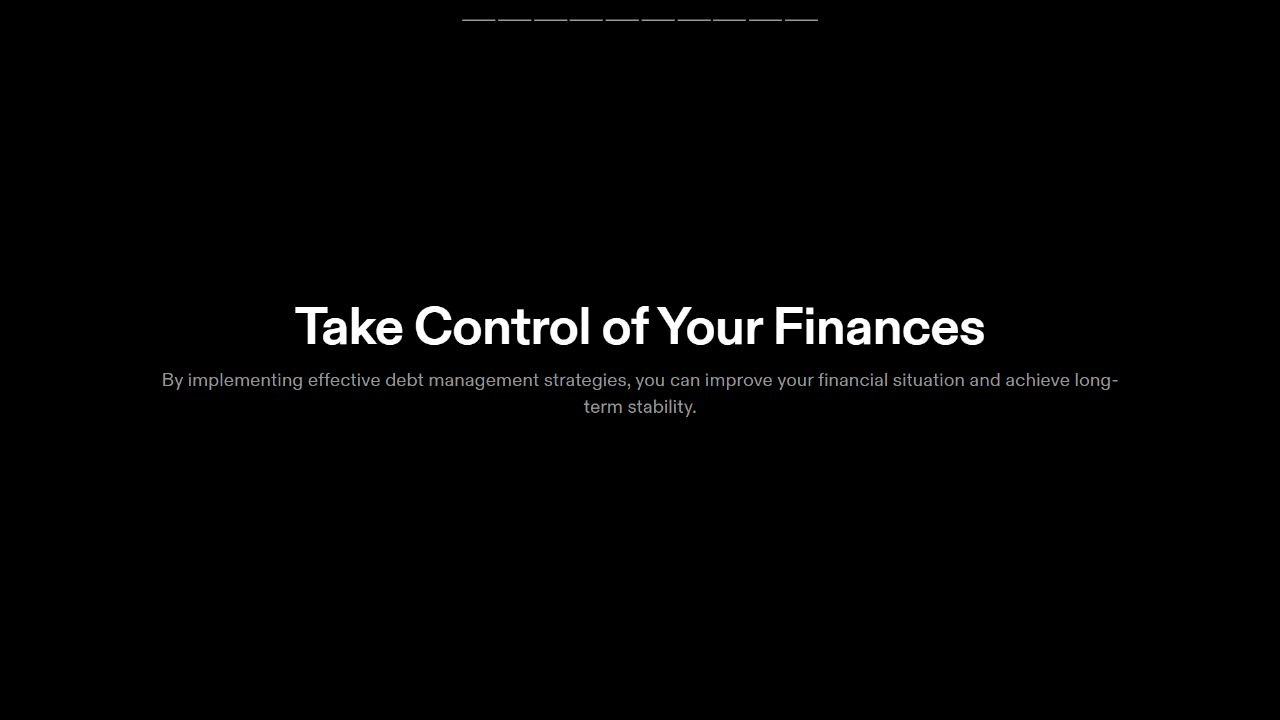 Take Control of Your Finances
By implementing effective debt management strategies, you can improve your financial situation and achieve long-
term stability.